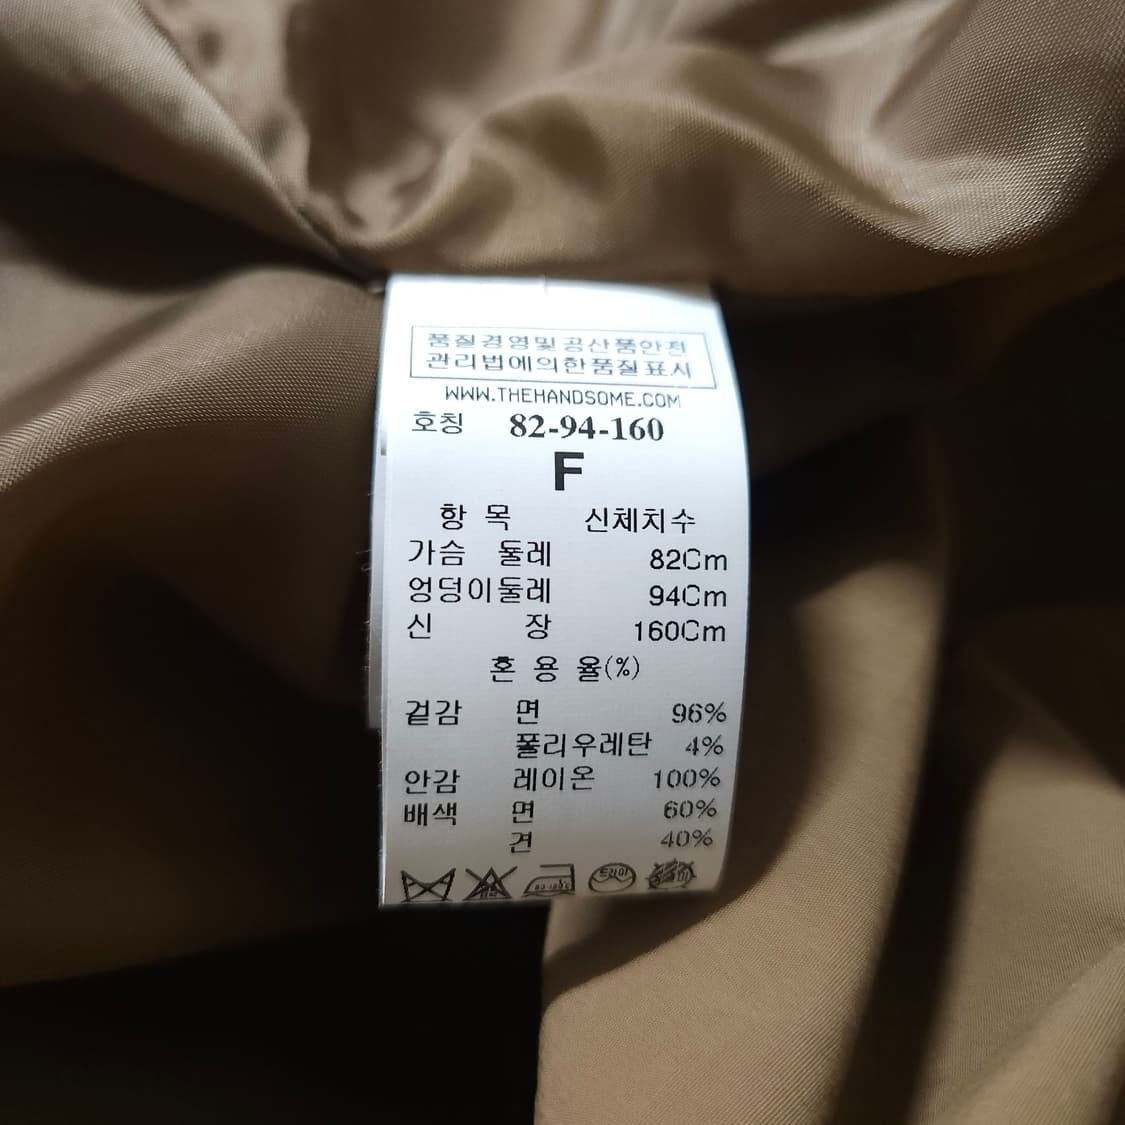 품질경영및공산품안전
관리법에의한품질표시
WWW.THEHANDSOME.COM
호칭 82-94-160
F
항 목 신체치수
가슴 둘레 82Cm
엉덩이둘레 94Cm
신 장 160Cm
혼 용 율(%)
겉감 면 96%
폴리우레탄 4%
안감 레이온 100%
배색 면 60%
견 40%
드라이